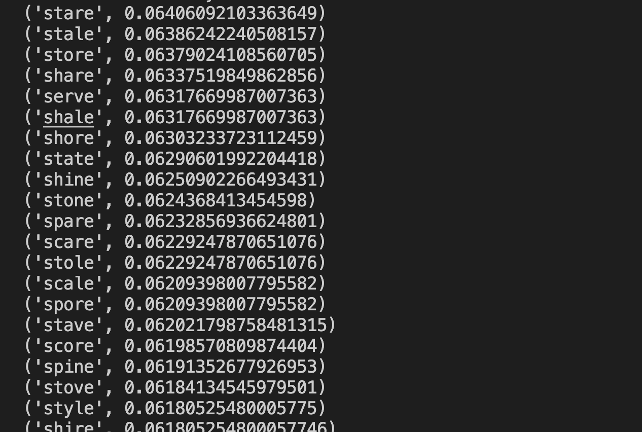 ('stare', 0.06406092103363649)
('stale', 0.06386242240508157)
('store', 0.06379024108560705)
('share', 0.06337519849862856)
('serve', 0.06317669987007363)
('shale', 0.06317669987007363)
('shore', 0.06303233723112459)
('state', 0.06290601992204418)
('shine', 0.06250902266493431)
('stone', 0.0624368413454598)
('spare', 0.06232856936624801)
('scare', 0.06229247870651076)
('stole', 0.06229247870651076)
('scale', 0.06209398007795582)
('spore', 0.06209398007795582)
('stave', 0.062021798758481315)
('score', 0.06198570809874404)
('spine', 0.06191352677926953)
('stove', 0.06184134545979501)
('style', 0.06180525480005775)
('shire', 0.061805254800057746)